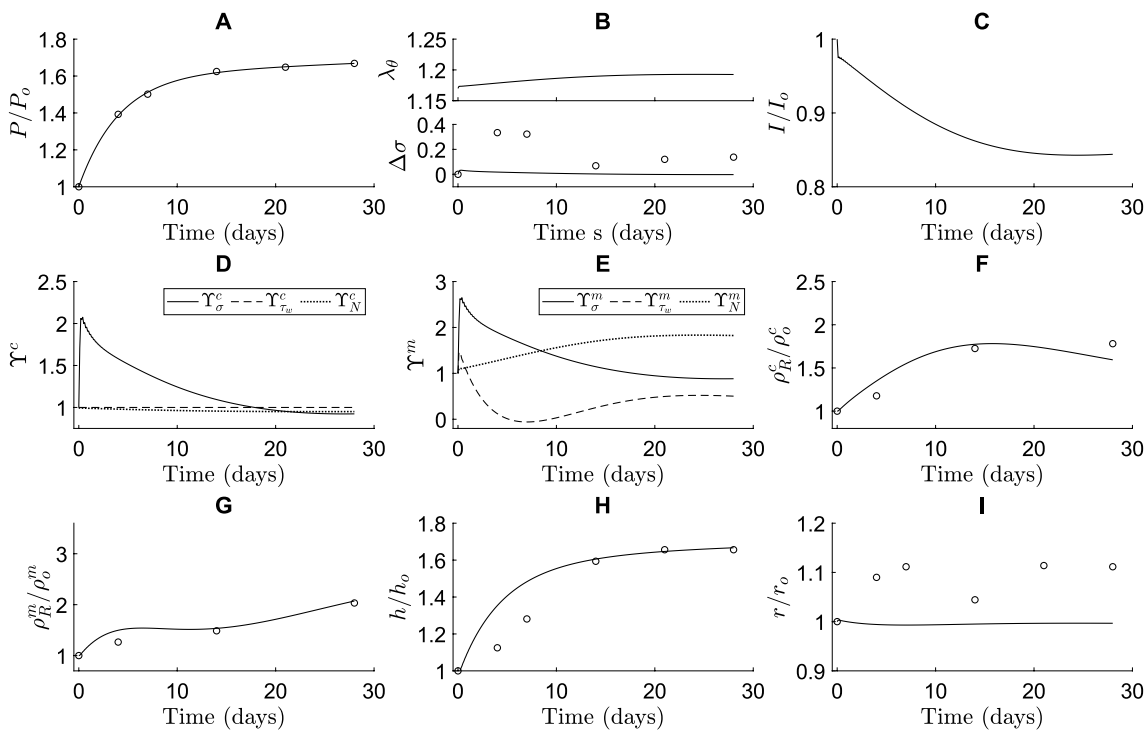 A
B
C
P/P_o
1.8
1.6
1.4
1.2
1
0 10 20 30
Time (days)
λ_θ
1.25
1.2
1.15
Δσ
0.4
0.2
0
0 10 20 30
Time s (days)
I/I_o
1
0.9
0.8
0 10 20 30
Time (days)
D
E
F
Υ^c
2.5
2
1.5
1
Υ^c_σ Υ^c_{τ_w} Υ^c_N
0 10 20 30
Time (days)
Υ^m
3
2
1
0
Υ^m_σ Υ^m_{τ_w} Υ^m_N
0 10 20 30
Time (days)
ρ^c_R/ρ^c_o
2.5
2
1.5
1
0 10 20 30
Time (days)
G
H
I
ρ^m_R/ρ^m_o
3
2
1
0 10 20 30
Time (days)
h/h_o
1.8
1.6
1.4
1.2
1
0 10 20 30
Time (days)
r/r_o
1.2
1.1
1
0.9
0 10 20 30
Time (days)